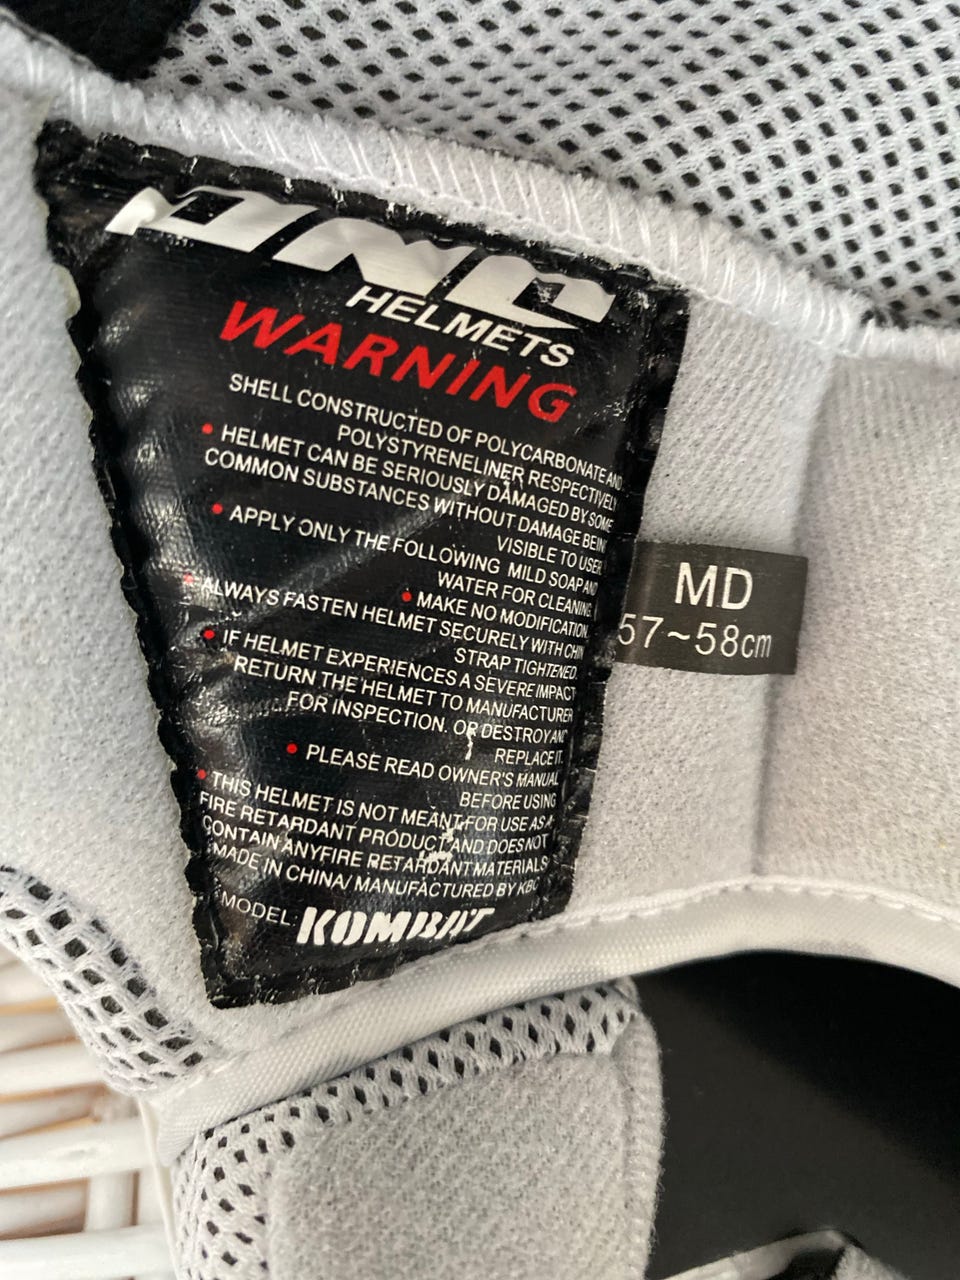 ONE
HELMETS
WARNING
SHELL CONSTRUCTED OF POLYCARBONATE AND
POLYSTYRENELINER RESPECTIVELY
• HELMET CAN BE SERIOUSLY DAMAGED BY SOME
COMMON SUBSTANCES WITHOUT DAMAGE BEING
VISIBLE TO USER
• APPLY ONLY THE FOLLOWING MILD SOAP AND
WATER FOR CLEANING
• MAKE NO MODIFICATION.
• ALWAYS FASTEN HELMET SECURELY WITH CHIN
STRAP TIGHTENED.
• IF HELMET EXPERIENCES A SEVERE IMPACT
RETURN THE HELMET TO MANUFACTURER
FOR INSPECTION. OR DESTROY AND
REPLACE IT.
• PLEASE READ OWNER'S MANUAL
BEFORE USING
• THIS HELMET IS NOT MEANT FOR USE AS A
FIRE RETARDANT PRODUCT AND DOES NOT
CONTAIN ANYFIRE RETARDANT MATERIALS
MADE IN CHINA/ MANUFACTURED BY KBC
MODEL: KOMBAT
MD
57~58cm